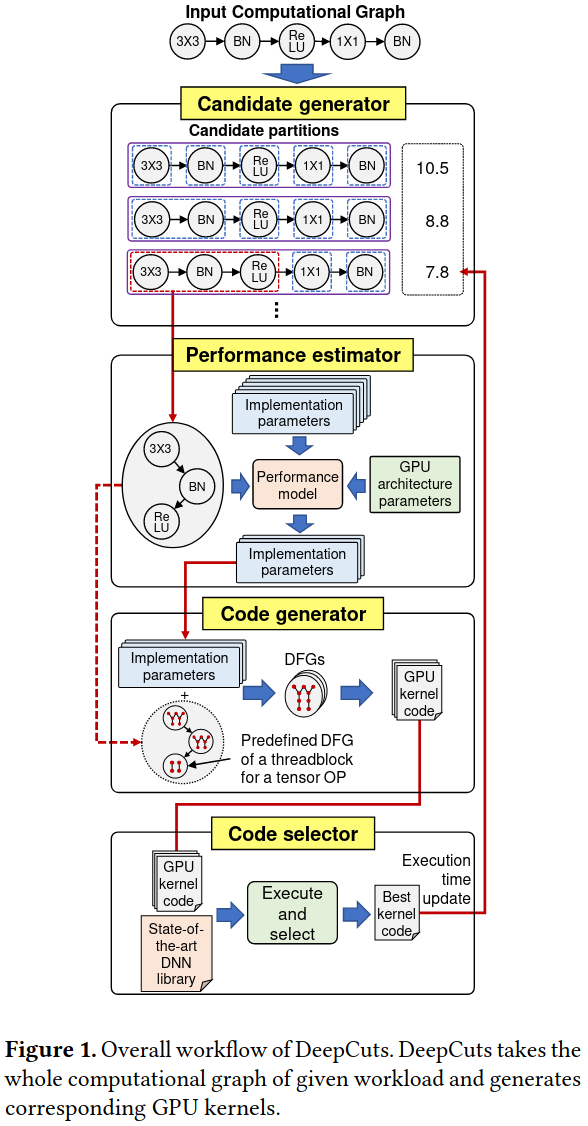 Input Computational Graph
3X3
BN
Re
LU
1X1
BN
Candidate generator
Candidate partitions
3X3
BN
Re
LU
1X1
BN
10.5
3X3
BN
Re
LU
1X1
BN
8.8
3X3
BN
Re
LU
1X1
BN
7.8
Performance estimator
Implementation
parameters
3X3
BN
Re
LU
Performance
model
GPU
architecture
parameters
Implementation
parameters
Code generator
Implementation
parameters
+
DFGs
GPU
kernel
code
Predefined DFG
of a threadblock
for a tensor OP
Code selector
GPU
kernel
code
State-of-
the-art
DNN
library
Execute
and
select
Best
kernel
code
Execution
time
update
Figure 1. Overall workflow of DeepCuts. DeepCuts takes the
whole computational graph of given workload and generates
corresponding GPU kernels.